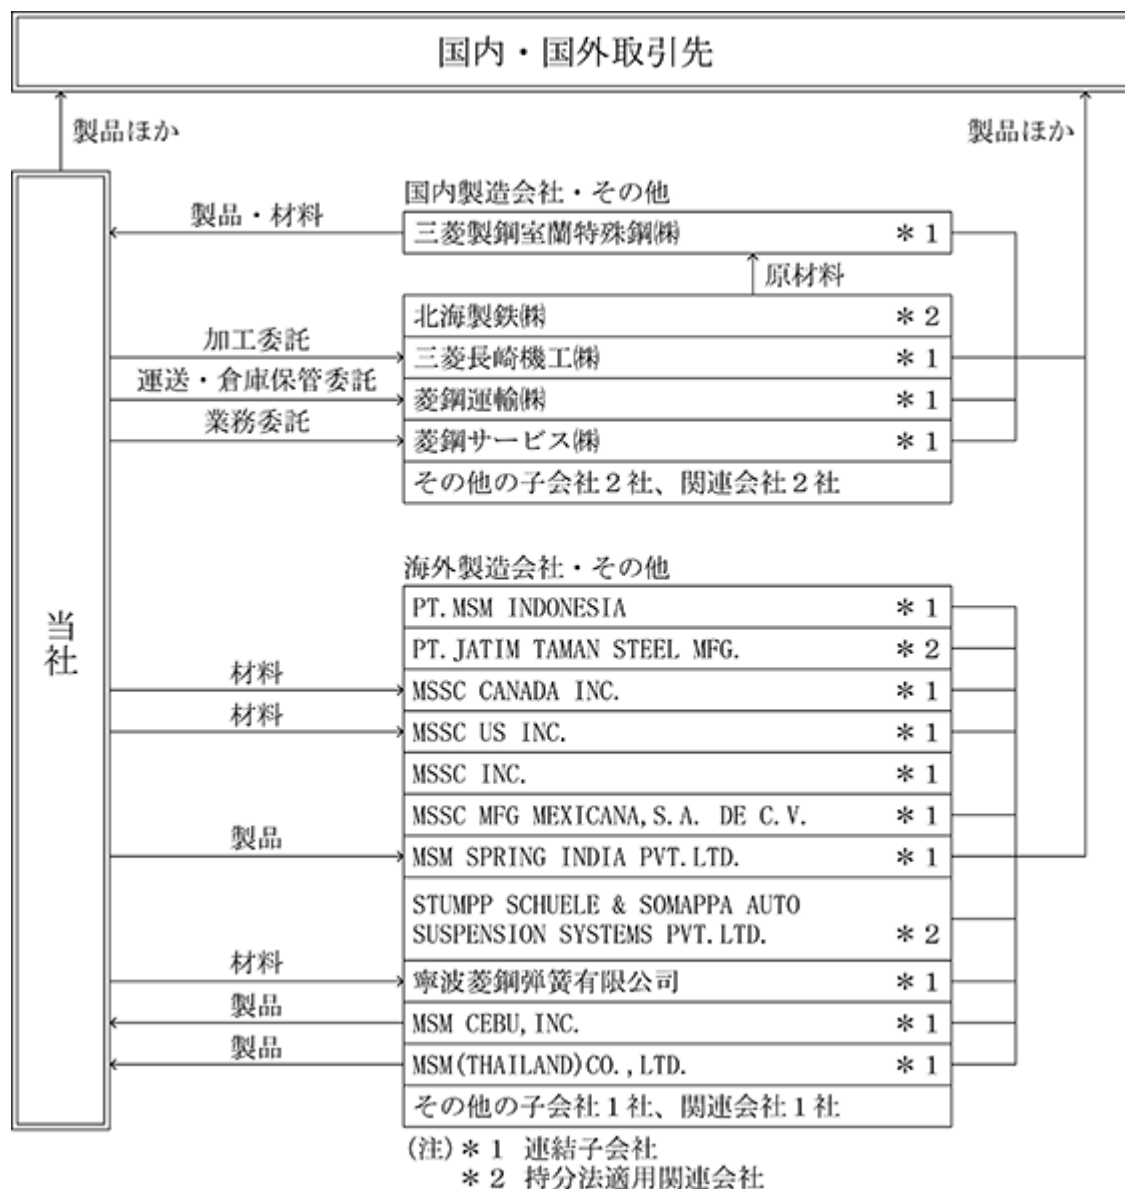 国内・国外取引先
製品ほか
製品ほか
国内製造会社・その他
製品・材料
三菱製鋼室蘭特殊鋼㈱ ＊1
原材料
北海製鉄㈱ ＊2
加工委託
三菱長崎機工㈱ ＊1
運送・倉庫保管委託
菱鋼運輸㈱ ＊1
業務委託
菱鋼サービス㈱ ＊1
その他の子会社２社、関連会社２社
当社
海外製造会社・その他
PT.MSM INDONESIA ＊1
PT.JATIM TAMAN STEEL MFG. ＊2
材料
MSSC CANADA INC. ＊1
材料
MSSC US INC. ＊1
MSSC INC. ＊1
MSSC MFG MEXICANA,S.A. DE C.V. ＊1
製品
MSM SPRING INDIA PVT.LTD. ＊1
STUMPP SCHUELE & SOMAPPA AUTO
SUSPENSION SYSTEMS PVT.LTD. ＊2
材料
寧波菱鋼弾簧有限公司 ＊1
製品
MSM CEBU,INC. ＊1
製品
MSM(THAILAND)CO.,LTD. ＊1
その他の子会社１社、関連会社１社
(注)＊1 連結子会社
＊2 持分法適用関連会社